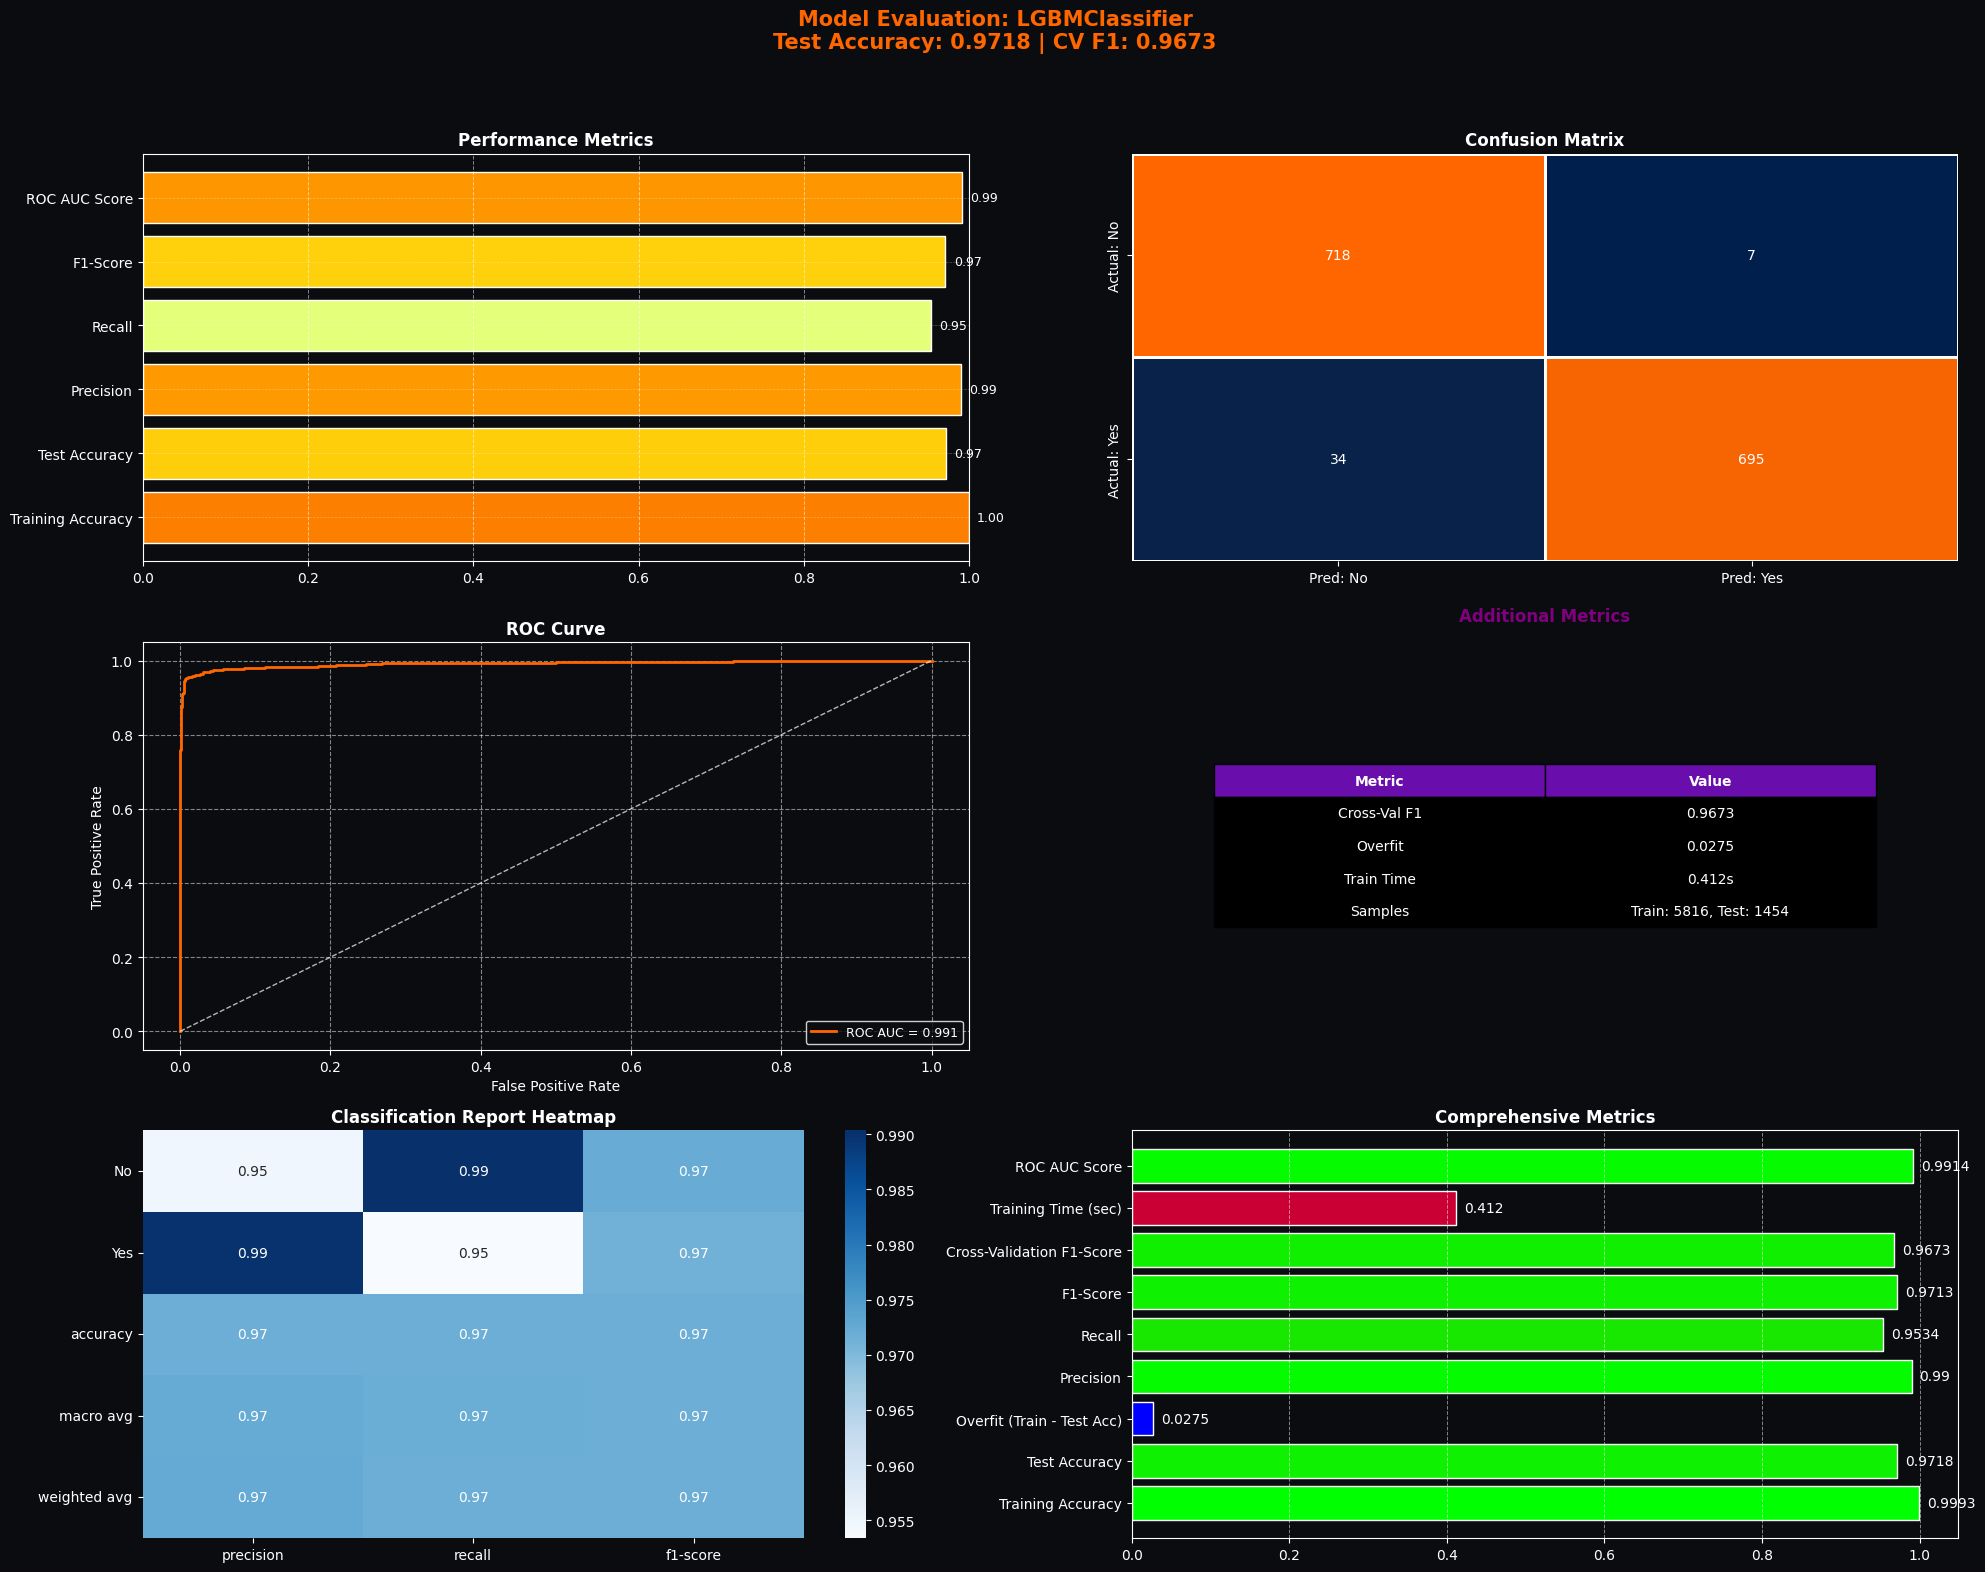 Model Evaluation: LGBMClassifier
Test Accuracy: 0.9718 | CV F1: 0.9673
Performance Metrics
ROC AUC Score
0.99
F1-Score
0.97
Recall
0.95
Precision
0.99
Test Accuracy
0.97
Training Accuracy
1.00
0.0 0.2 0.4 0.6 0.8 1.0
Confusion Matrix
Actual: No
718 7
Actual: Yes
34 695
Pred: No Pred: Yes
ROC Curve
True Positive Rate
1.0
0.8
0.6
0.4
0.2
0.0
ROC AUC = 0.991
0.0 0.2 0.4 0.6 0.8 1.0
False Positive Rate
Additional Metrics
Metric Value
Cross-Val F1 0.9673
Overfit 0.0275
Train Time 0.412s
Samples Train: 5816, Test: 1454
Classification Report Heatmap
No 0.95 0.99 0.97
Yes 0.99 0.95 0.97
accuracy 0.97 0.97 0.97
macro avg 0.97 0.97 0.97
weighted avg 0.97 0.97 0.97
precision recall f1-score
0.990
0.985
0.980
0.975
0.970
0.965
0.960
0.955
Comprehensive Metrics
ROC AUC Score 0.9914
Training Time (sec) 0.412
Cross-Validation F1-Score 0.9673
F1-Score 0.9713
Recall 0.9534
Precision 0.99
Overfit (Train - Test Acc) 0.0275
Test Accuracy 0.9718
Training Accuracy 0.9993
0.0 0.2 0.4 0.6 0.8 1.0